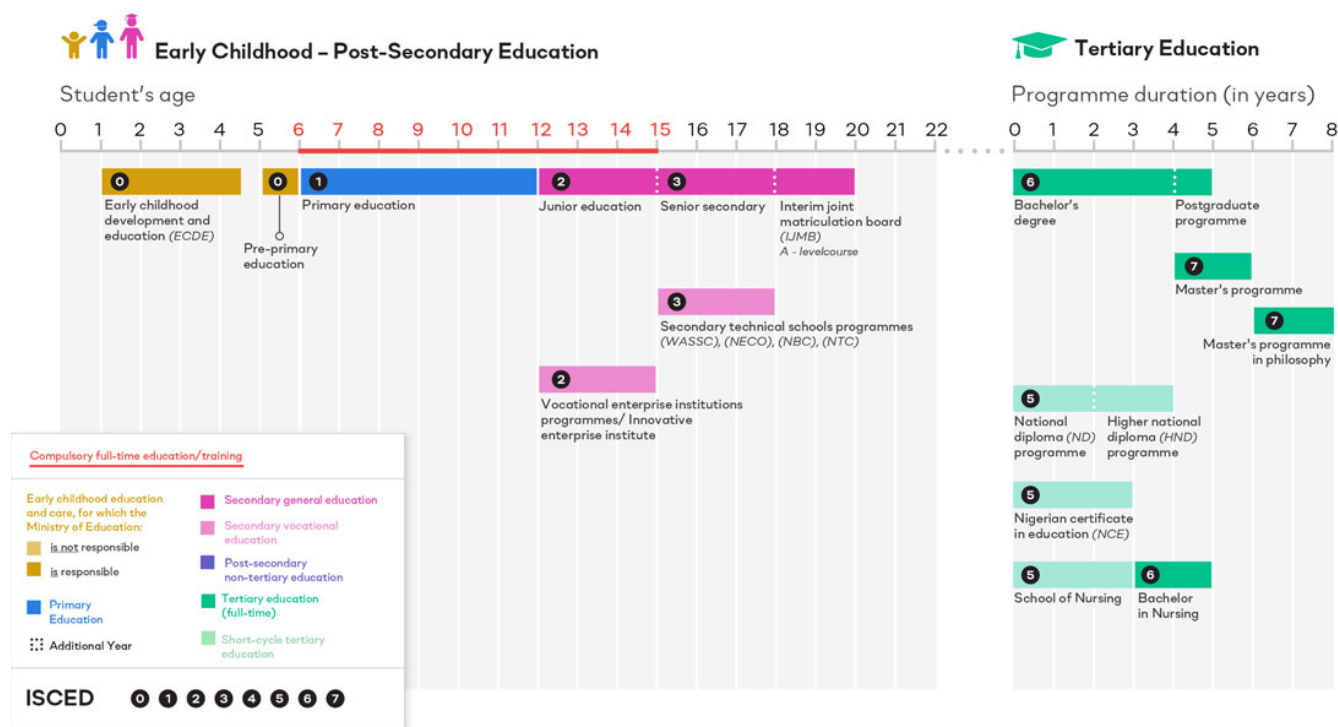 Early Childhood – Post-Secondary Education
Student's age
0 1 2 3 4 5 6 7 8 9 10 11 12 13 14 15 16 17 18 19 20 21 22
0
Early childhood
development and
education (ECDE)
0
Pre-primary
education
1
Primary education
2
Junior education
3
Senior secondary
Interim joint
matriculation board
(IJMB)
A - levelcourse
3
Secondary technical schools programmes
(WASSC), (NECO), (NBC), (NTC)
2
Vocational enterprise institutions
programmes/ Innovative
enterprise institute
Tertiary Education
Programme duration (in years)
0 1 2 3 4 5 6 7 8
6
Bachelor's
degree
Postgraduate
programme
7
Master's programme
7
Master's programme
in philosophy
5
National
diploma (ND)
programme
Higher national
diploma (HND)
programme
5
Nigerian certificate
in education (NCE)
5
School of Nursing
6
Bachelor
in Nursing
Compulsory full-time education/training
Early childhood education
and care, for which the
Ministry of Education:
is not responsible
is responsible
Primary
Education
Additional Year
Secondary general education
Secondary vocational
education
Post-secondary
non-tertiary education
Tertiary education
(full-time)
Short-cycle tertiary
education
ISCED 0 1 2 3 4 5 6 7